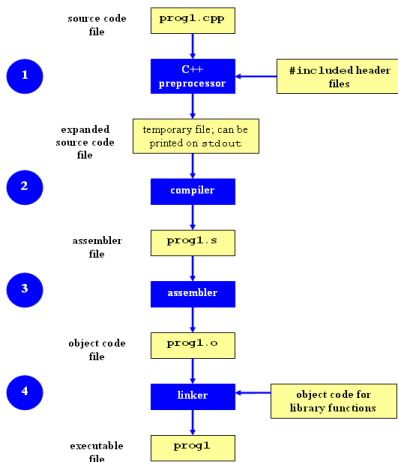 source code
file
prog1.cpp
1
C++
preprocessor
#included header
files
expanded
source code
file
temporary file; can be
printed on stdout
2
compiler
assembler
file
prog1.s
3
assembler
object code
file
prog1.o
4
linker
object code for
library functions
executable
file
prog1